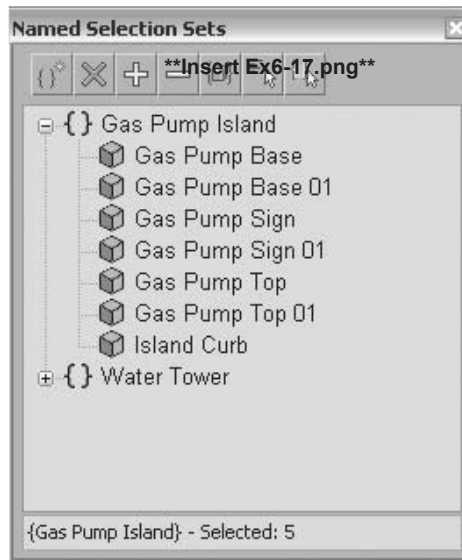 Named Selection Sets
**Insert Ex6-17.png**
{} Gas Pump Island
Gas Pump Base
Gas Pump Base 01
Gas Pump Sign
Gas Pump Sign 01
Gas Pump Top
Gas Pump Top 01
Island Curb
{} Water Tower
{Gas Pump Island} - Selected: 5